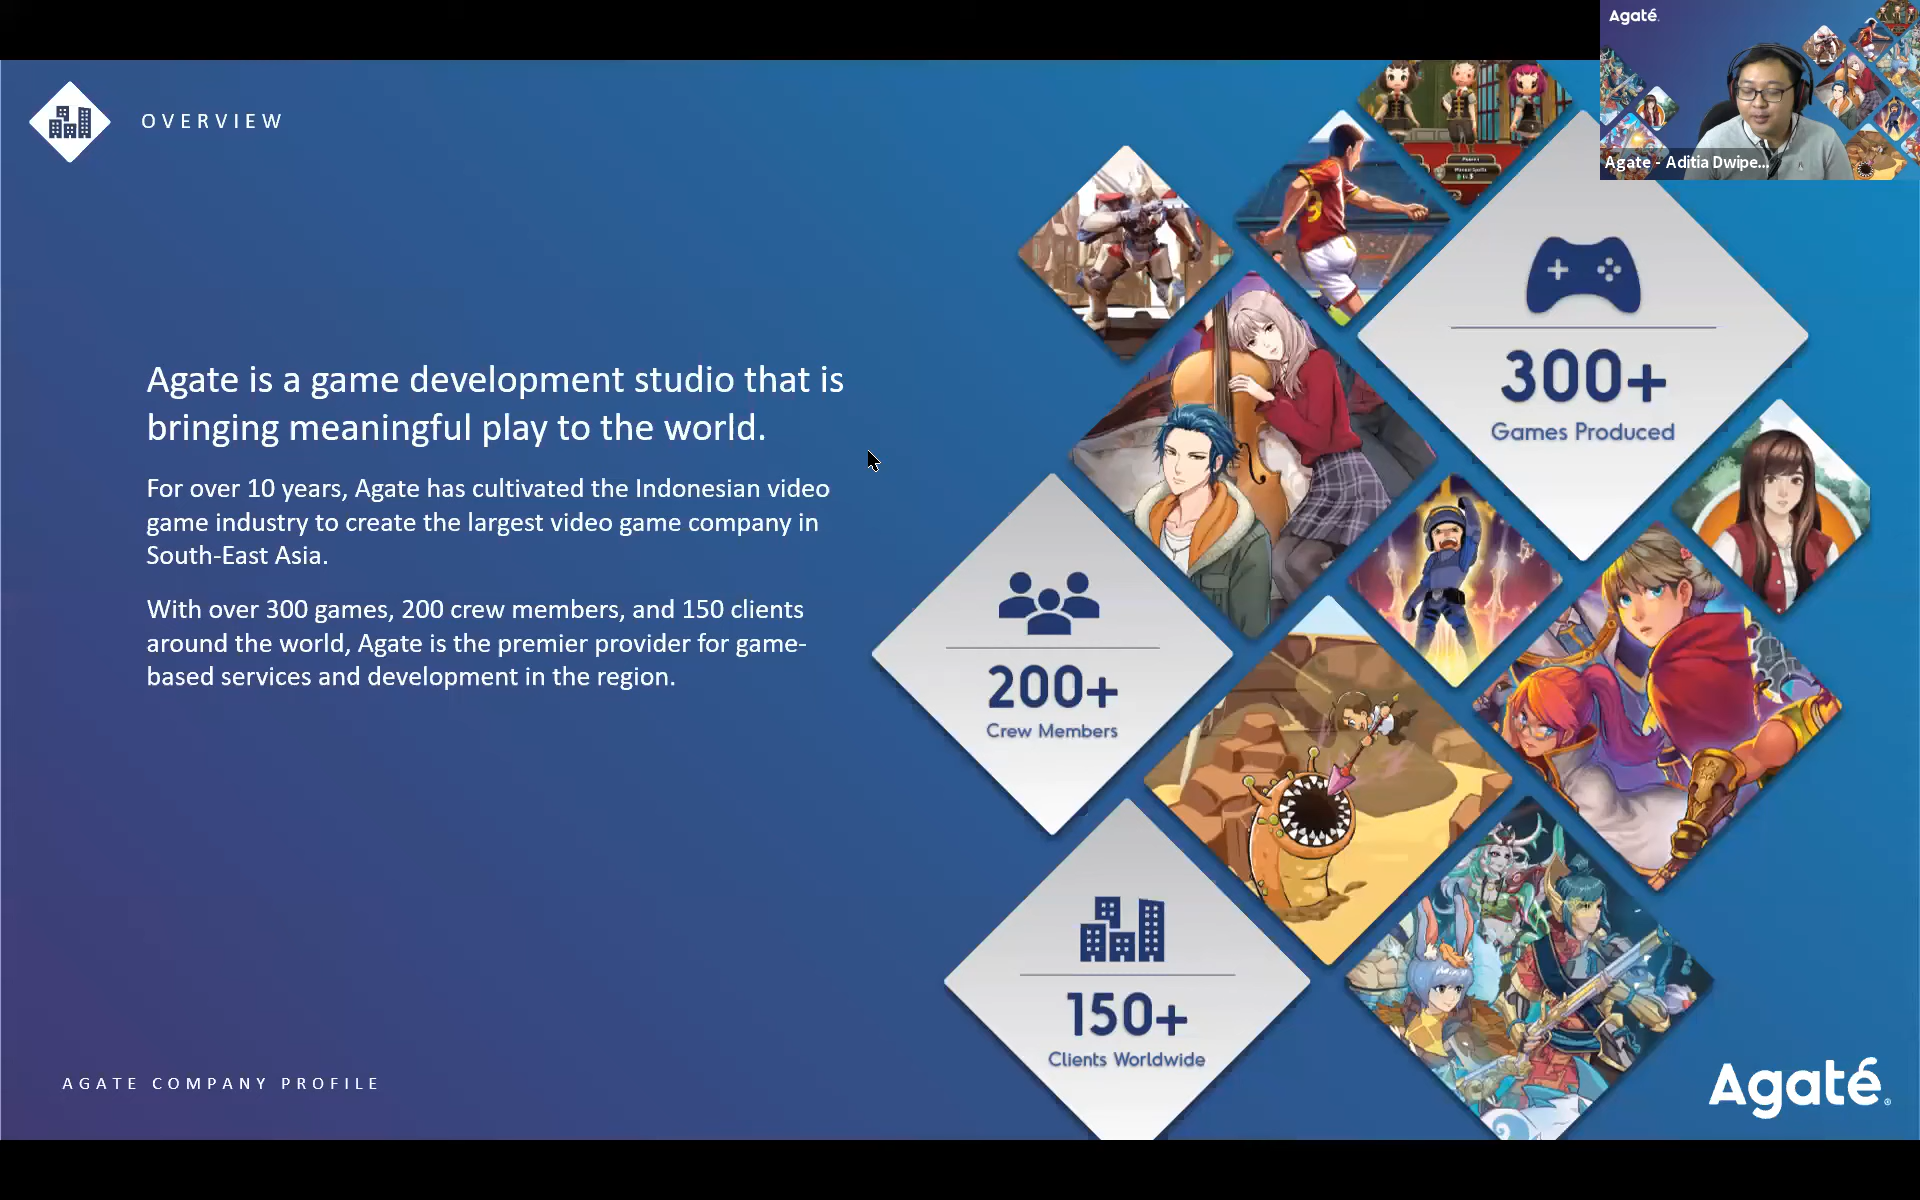 Agaté
Agate - Aditia Dwipe...
OVERVIEW
Agate is a game development studio that is
bringing meaningful play to the world.
For over 10 years, Agate has cultivated the Indonesian video
game industry to create the largest video game company in
South-East Asia.
With over 300 games, 200 crew members, and 150 clients
around the world, Agate is the premier provider for game-
based services and development in the region.
300+
Games Produced
200+
Crew Members
150+
Clients Worldwide
AGATE COMPANY PROFILE
Agaté®